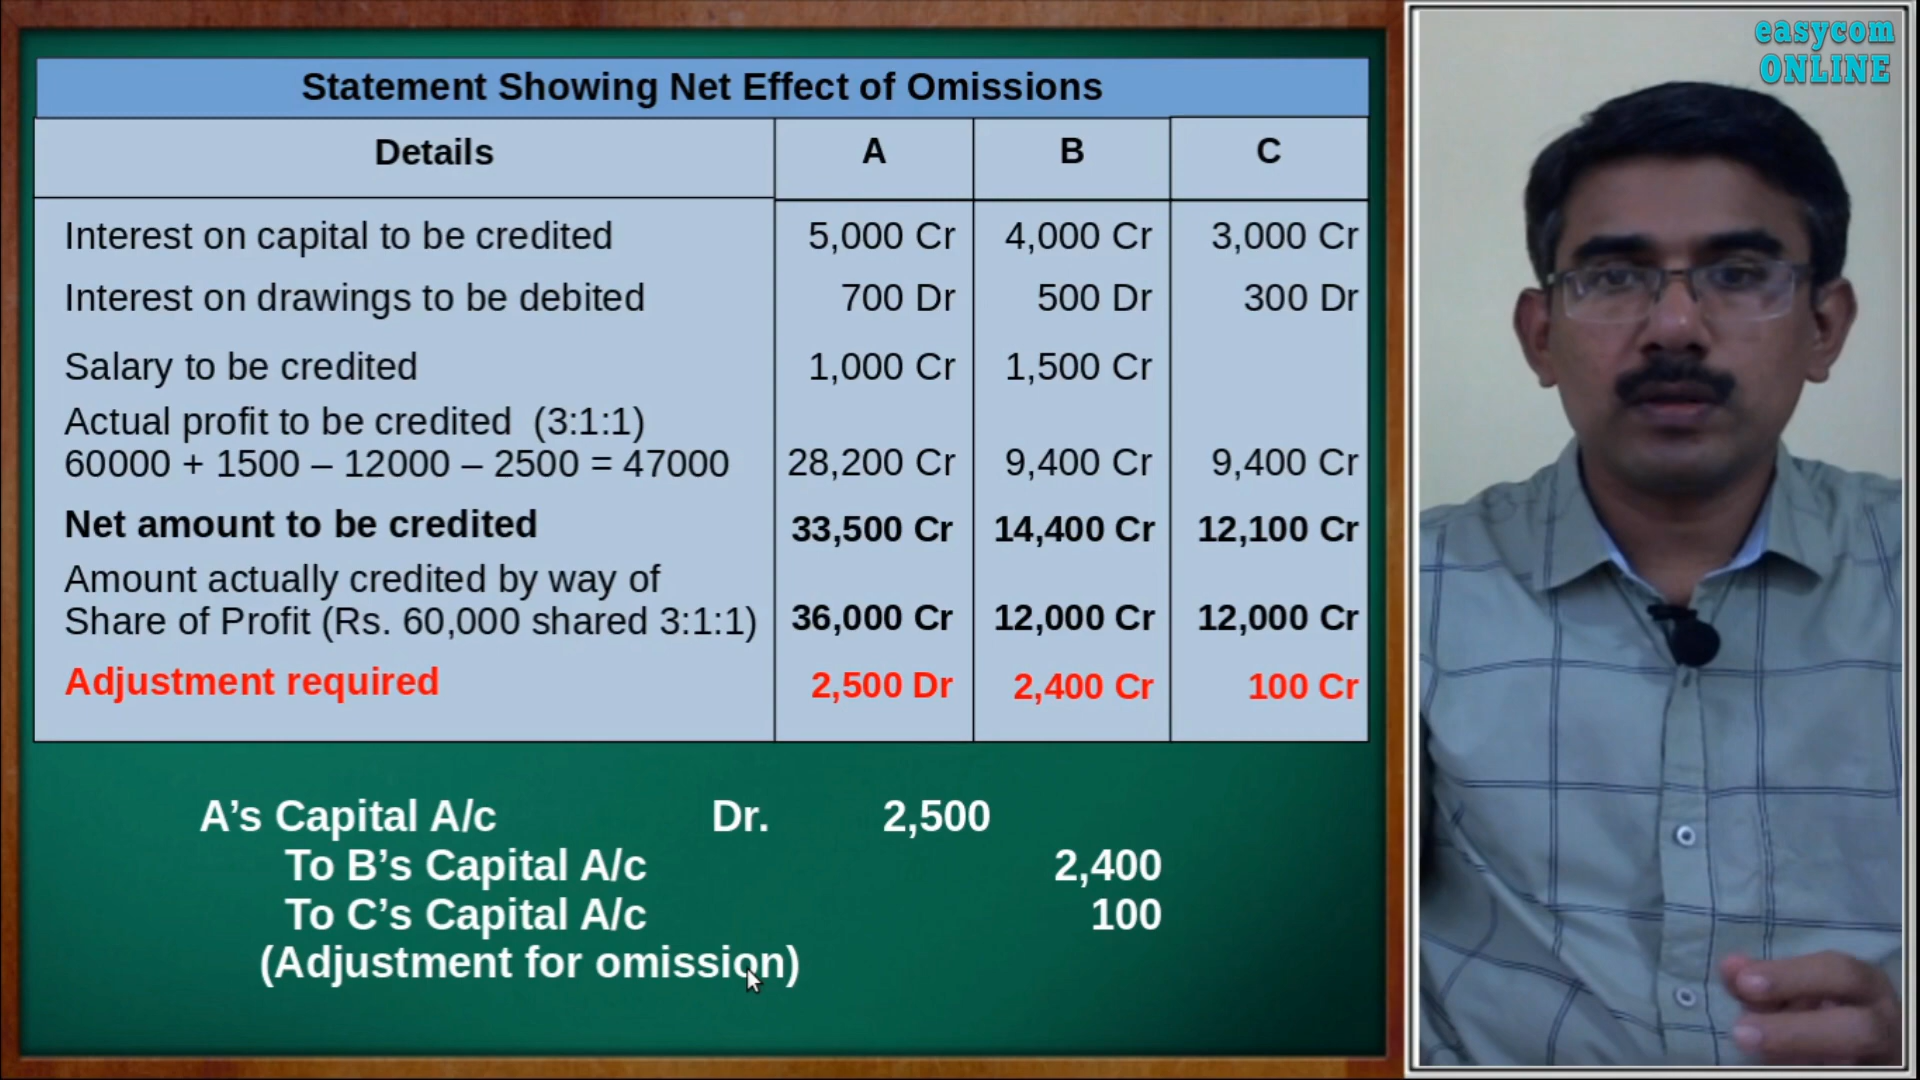 easycom
ONLINE
Statement Showing Net Effect of Omissions
Details A B C
Interest on capital to be credited 5,000 Cr 4,000 Cr 3,000 Cr
Interest on drawings to be debited 700 Dr 500 Dr 300 Dr
Salary to be credited 1,000 Cr 1,500 Cr
Actual profit to be credited (3:1:1)
60000 + 1500 – 12000 – 2500 = 47000 28,200 Cr 9,400 Cr 9,400 Cr
Net amount to be credited 33,500 Cr 14,400 Cr 12,100 Cr
Amount actually credited by way of
Share of Profit (Rs. 60,000 shared 3:1:1) 36,000 Cr 12,000 Cr 12,000 Cr
Adjustment required 2,500 Dr 2,400 Cr 100 Cr
A’s Capital A/c Dr. 2,500
To B’s Capital A/c 2,400
To C’s Capital A/c 100
(Adjustment for omission)